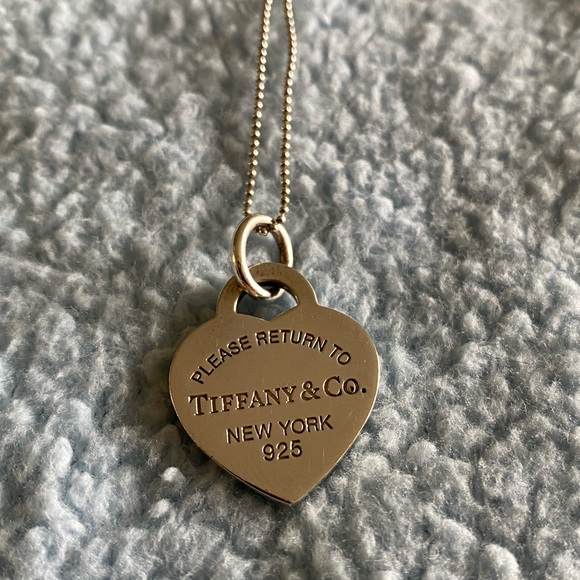 PLEASE RETURN TO
TIFFANY & CO.
NEW YORK
925